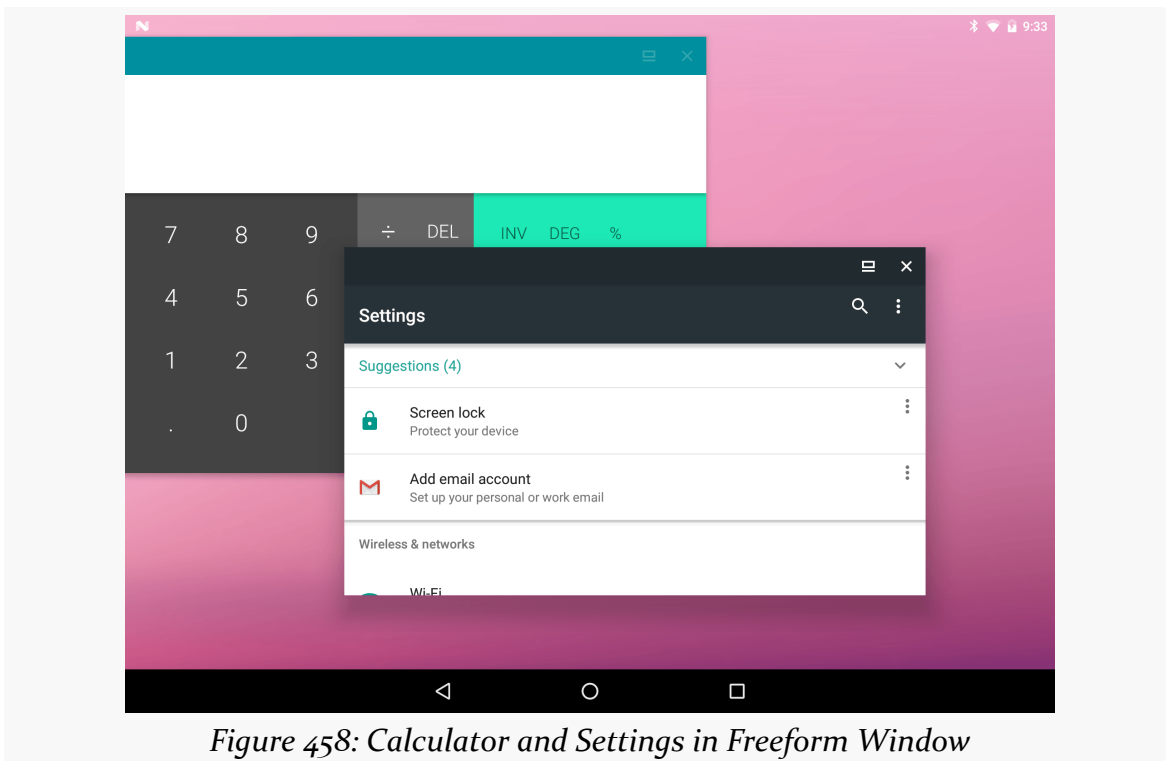 9:33
7 8 9 ÷ DEL INV DEG %
4 5 6
1 2 3
. 0
Settings
Suggestions (4)
Screen lock
Protect your device
Add email account
Set up your personal or work email
Wireless & networks
Wi-Fi
Figure 458: Calculator and Settings in Freeform Window